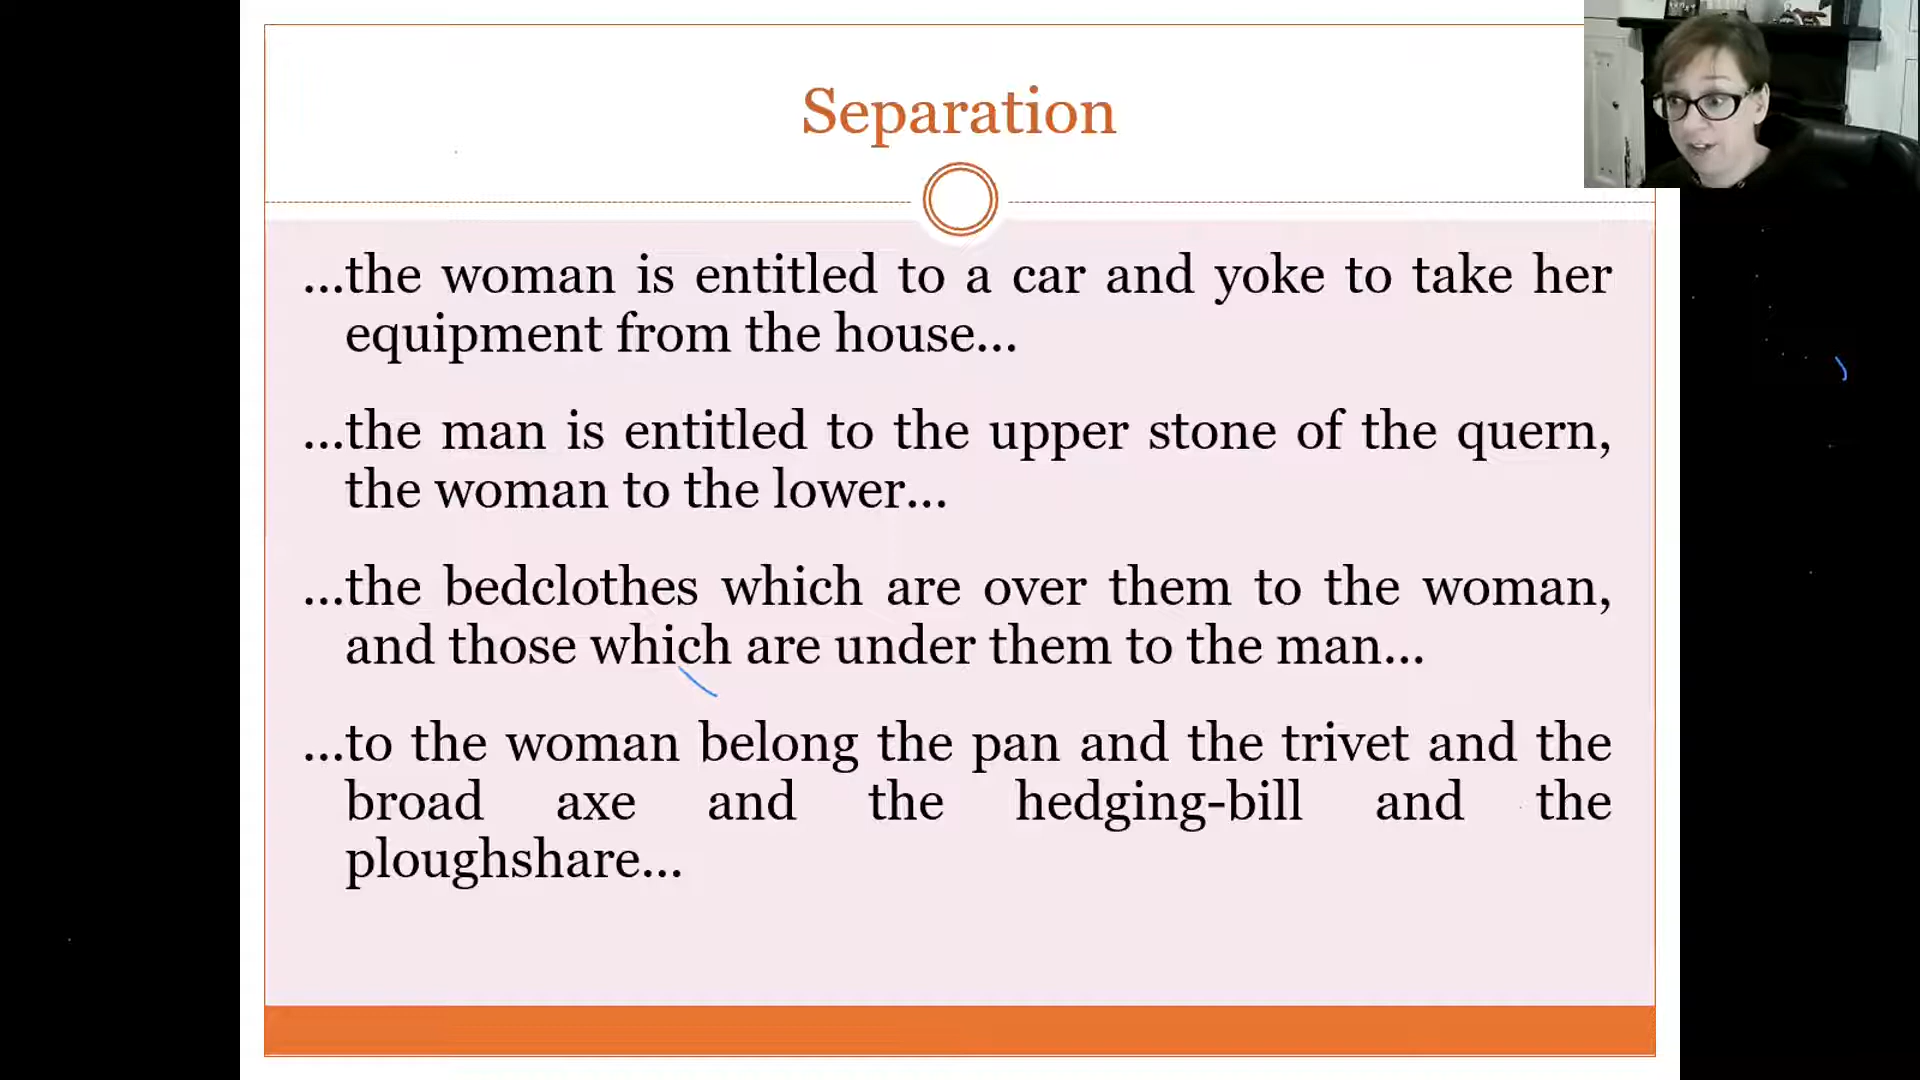 Separation
...the woman is entitled to a car and yoke to take her
equipment from the house...
...the man is entitled to the upper stone of the quern,
the woman to the lower...
...the bedclothes which are over them to the woman,
and those which are under them to the man...
...to the woman belong the pan and the trivet and the
broad axe and the hedging-bill and the
ploughshare...